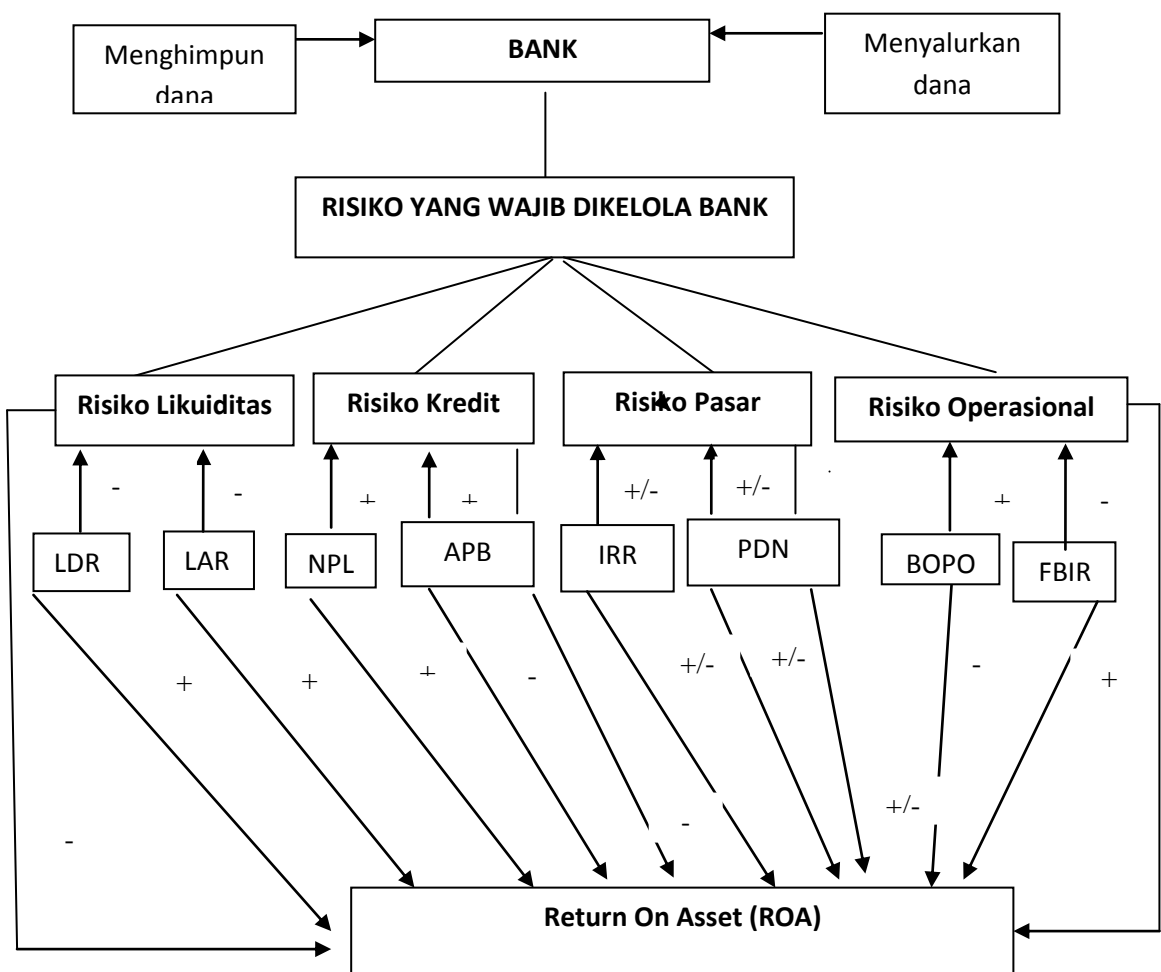 Menghimpun
dana
BANK
Menyalurkan
dana
RISIKO YANG WAJIB DIKELOLA BANK
Risiko Likuiditas
Risiko Kredit
Risiko Pasar
Risiko Operasional
- - + + +/- +/- + -
LDR
LAR
NPL
APB
IRR
PDN
BOPO
FBIR
+ + + - +/- +/- - +
+/-
-
-
Return On Asset (ROA)